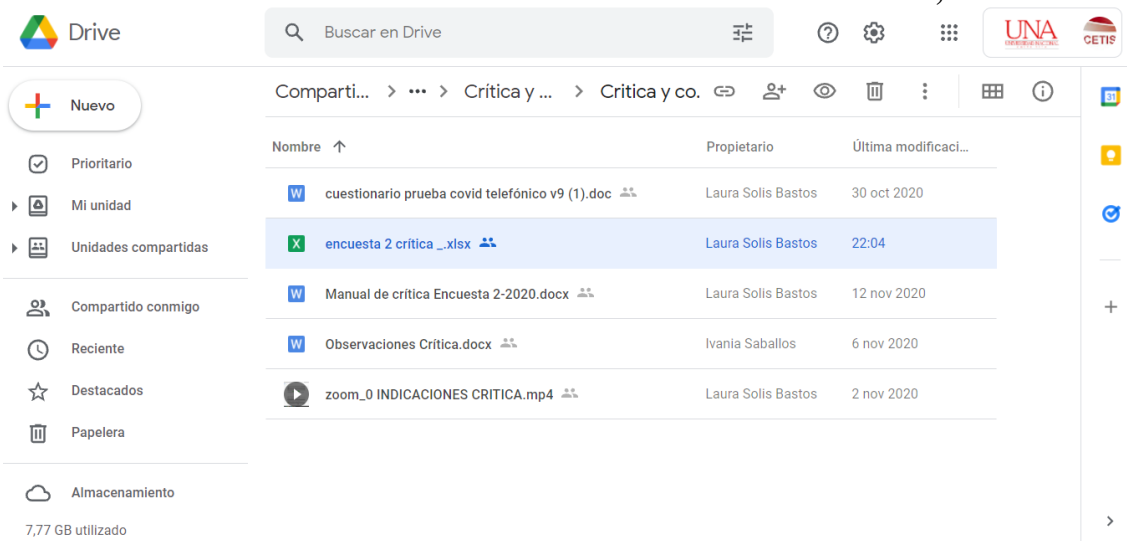 Drive
Buscar en Drive
UNA
UNIVERSIDAD NACIONAL
CETIS
Nuevo
Comparti... > ••• > Crítica y ... > Critica y co.
31
Nombre ↑ Propietario Última modificaci...
Prioritario
Mi unidad
Unidades compartidas
Compartido conmigo
Reciente
Destacados
Papelera
Almacenamiento
7,77 GB utilizado
W cuestionario prueba covid telefónico v9 (1).doc Laura Solis Bastos 30 oct 2020
X encuesta 2 crítica _.xlsx Laura Solis Bastos 22:04
W Manual de crítica Encuesta 2-2020.docx Laura Solis Bastos 12 nov 2020
W Observaciones Crítica.docx Ivania Saballos 6 nov 2020
zoom_0 INDICACIONES CRITICA.mp4 Laura Solis Bastos 2 nov 2020